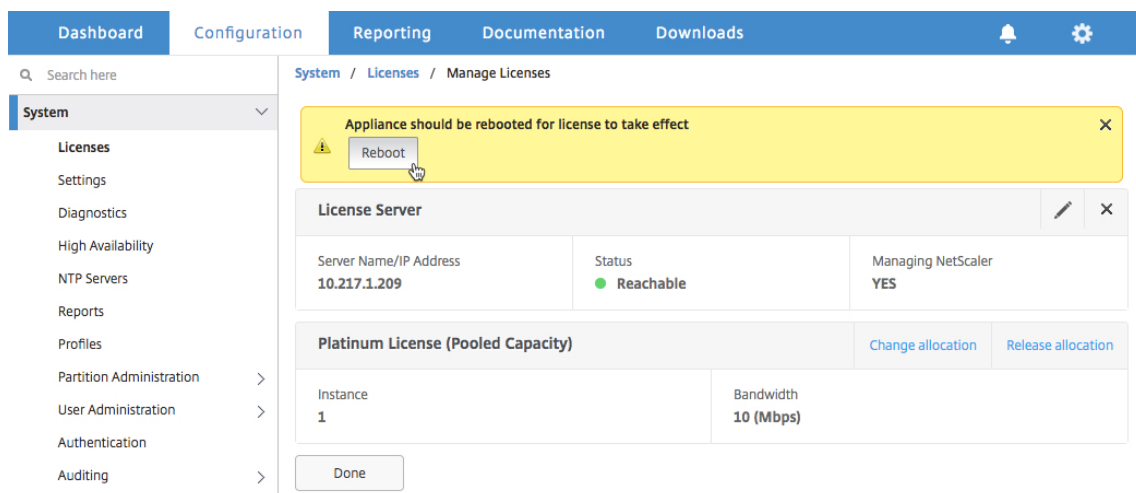 Dashboard Configuration Reporting Documentation Downloads
Search here
System
Licenses
Settings
Diagnostics
High Availability
NTP Servers
Reports
Profiles
Partition Administration
User Administration
Authentication
Auditing
System / Licenses / Manage Licenses
Appliance should be rebooted for license to take effect
Reboot
License Server
Server Name/IP Address Status Managing NetScaler
10.217.1.209 Reachable YES
Platinum License (Pooled Capacity) Change allocation Release allocation
Instance Bandwidth
1 10 (Mbps)
Done